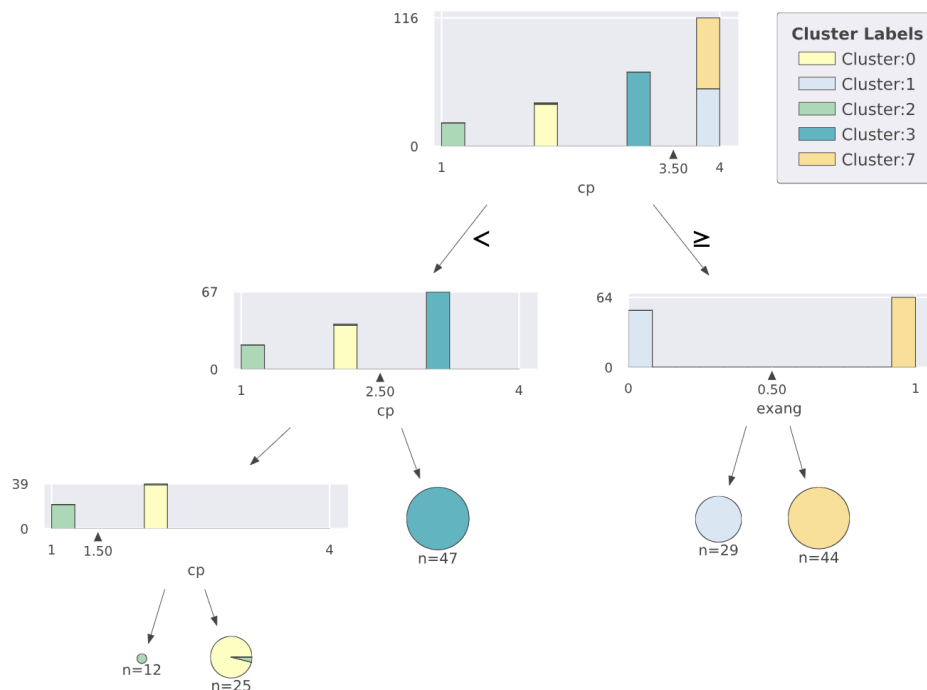 116
0
1
3.50
4
cp
Cluster Labels
Cluster:0
Cluster:1
Cluster:2
Cluster:3
Cluster:7
<
≥
67
0
1
2.50
4
cp
64
0
0
0.50
1
exang
39
0
1
1.50
4
cp
n=47
n=29
n=44
n=12
n=25